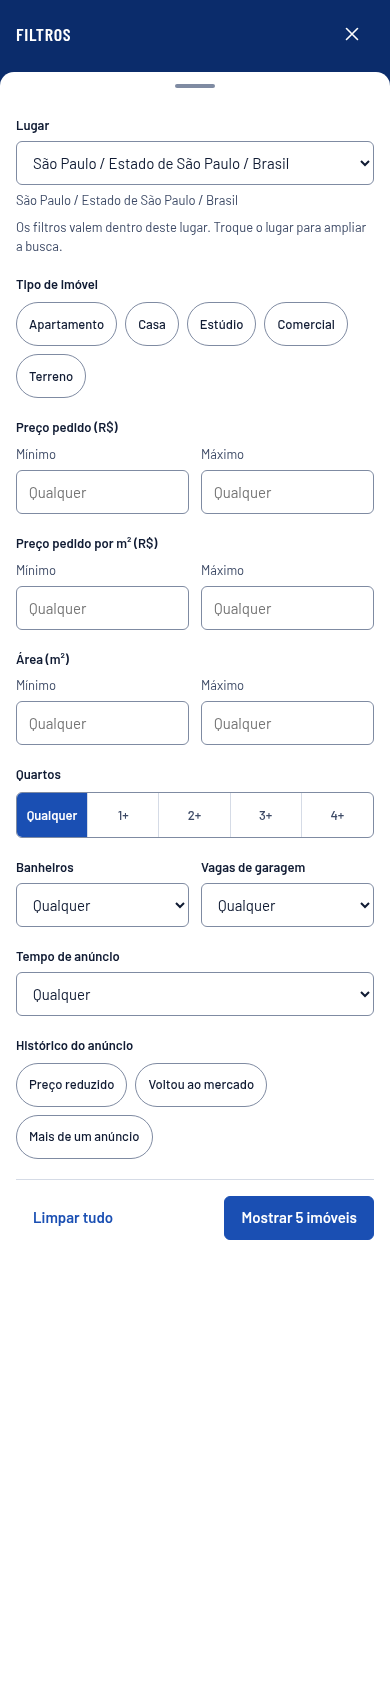 FILTROS
Lugar
São Paulo / Estado de São Paulo / Brasil
São Paulo / Estado de São Paulo / Brasil
Os filtros valem dentro deste lugar. Troque o lugar para ampliar
a busca.
Tipo de imóvel
Apartamento Casa Estúdio Comercial
Terreno
Preço pedido (R$)
Mínimo Máximo
Qualquer Qualquer
Preço pedido por m² (R$)
Mínimo Máximo
Qualquer Qualquer
Área (m²)
Mínimo Máximo
Qualquer Qualquer
Quartos
Qualquer 1+ 2+ 3+ 4+
Banheiros Vagas de garagem
Qualquer Qualquer
Tempo de anúncio
Qualquer
Histórico do anúncio
Preço reduzido Voltou ao mercado
Mais de um anúncio
Limpar tudo Mostrar 5 imóveis